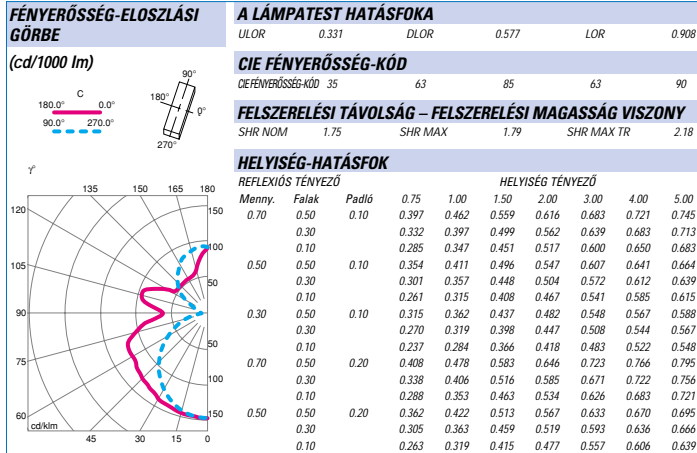 FÉNYERŐSSÉG-ELOSZLÁSI
GÖRBE
(cd/1000 lm)
90°
C
180°
0°
180.0° 0.0°
90.0° 270.0°
270°
γ°
135 150 165 180
120
150
100
105
50
90
50
75
100
60
150
cd/klm
45 30 15 0
A LÁMPATEST HATÁSFOKA
ULOR 0.331 DLOR 0.577 LOR 0.908
CIE FÉNYERŐSSÉG-KÓD
CIE FÉNYERŐSSÉG-KÓD 35 63 85 63 90
FELSZERELÉSI TÁVOLSÁG – FELSZERELÉSI MAGASSÁG VISZONY
SHR NOM 1.75 SHR MAX 1.79 SHR MAX TR 2.18
HELYISÉG-HATÁSFOK
REFLEXIÓS TÉNYEZŐ HELYISÉG TÉNYEZŐ
Menny. Falak Padló 0.75 1.00 1.50 2.00 3.00 4.00 5.00
0.70 0.50 0.10 0.397 0.462 0.559 0.616 0.683 0.721 0.745
0.30 0.332 0.397 0.499 0.562 0.639 0.683 0.713
0.10 0.285 0.347 0.451 0.517 0.600 0.650 0.683
0.50 0.50 0.10 0.354 0.411 0.496 0.547 0.607 0.641 0.664
0.30 0.301 0.357 0.448 0.504 0.572 0.612 0.639
0.10 0.261 0.315 0.408 0.467 0.541 0.585 0.615
0.30 0.50 0.10 0.315 0.362 0.437 0.482 0.548 0.567 0.588
0.30 0.270 0.319 0.398 0.447 0.508 0.544 0.567
0.10 0.237 0.284 0.366 0.418 0.483 0.522 0.548
0.70 0.50 0.20 0.408 0.478 0.583 0.646 0.723 0.766 0.795
0.30 0.338 0.406 0.516 0.585 0.671 0.722 0.756
0.10 0.288 0.353 0.463 0.534 0.626 0.683 0.721
0.50 0.50 0.20 0.362 0.422 0.513 0.567 0.633 0.670 0.695
0.30 0.305 0.363 0.459 0.519 0.593 0.636 0.666
0.10 0.263 0.319 0.415 0.477 0.557 0.606 0.639